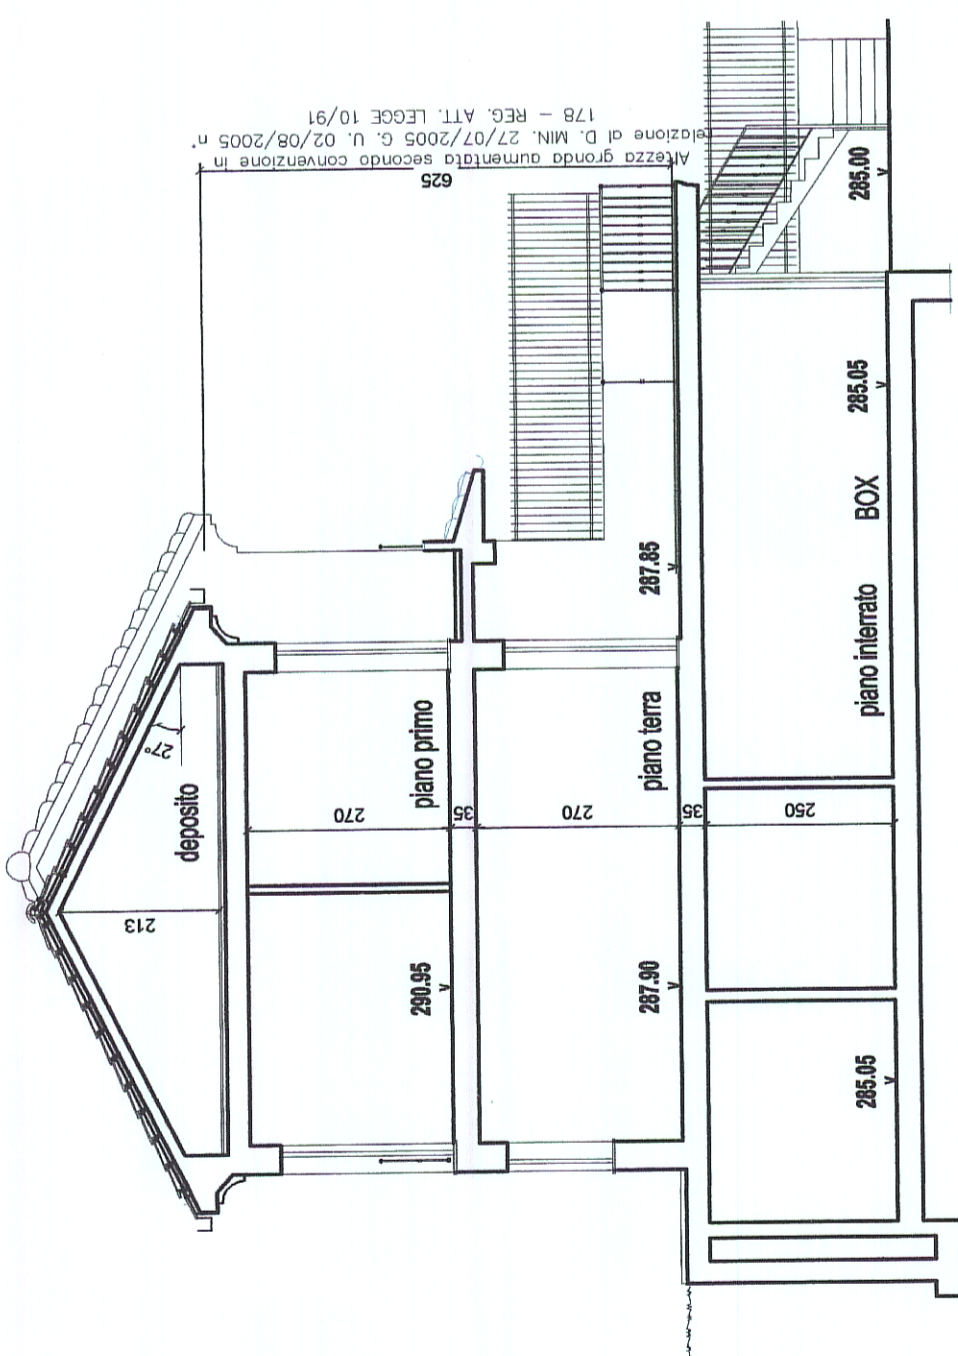 Altezza gronda aumentata secondo convenzione in
relazione al D. MIN. 27/07/2005 G. U. 02/08/2005 n°
178 - REG. ATT. LEGGE 10/91
625
27°
deposito
213
270
piano primo
290.95
35
270
piano terra
287.90
287.85
35
250
piano interrato BOX
285.05
285.05
285.00